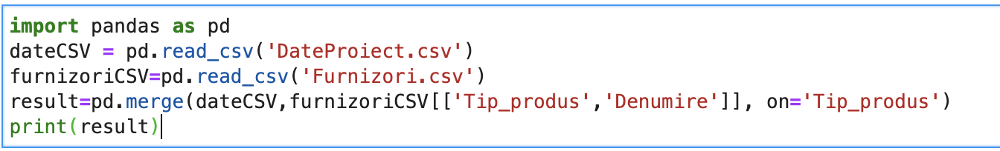 import pandas as pd
dateCSV = pd.read_csv('DateProiect.csv')
furnizoriCSV=pd.read_csv('Furnizori.csv')
result=pd.merge(dateCSV,furnizoriCSV[['Tip_produs','Denumire']], on='Tip_produs')
print(result)